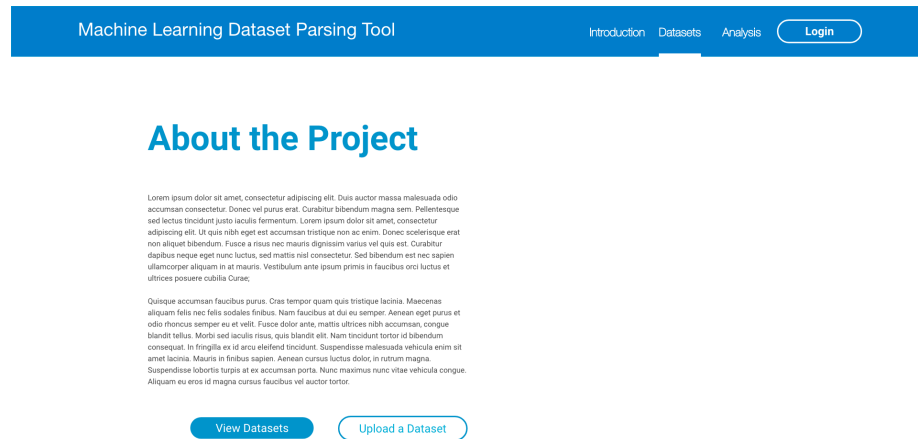 Machine Learning Dataset Parsing Tool
Introduction
Datasets
Analysis
Login
About the Project
Lorem ipsum dolor sit amet, consectetur adipiscing elit. Duis auctor massa malesuada odio
accumsan consectetur. Donec vel purus erat. Curabitur bibendum magna sem. Pellentesque
sed lectus tincidunt justo iaculis fermentum. Lorem ipsum dolor sit amet, consectetur
adipiscing elit. Ut quis nibh eget est accumsan tristique non ac enim. Donec scelerisque erat
non aliquet bibendum. Fusce a risus nec mauris dignissim varius vel quis est. Curabitur
dapibus neque eget nunc luctus, sed mattis nisl consectetur. Sed bibendum est nec sapien
ullamcorper aliquam in at mauris. Vestibulum ante ipsum primis in faucibus orci luctus et
ultrices posuere cubilia Curae;
Quisque accumsan faucibus purus. Cras tempor quam quis tristique lacinia. Maecenas
aliquam felis nec felis sodales finibus. Nam faucibus at dui eu semper. Aenean eget purus et
odio rhoncus semper eu et velit. Fusce dolor ante, mattis ultrices nibh accumsan, congue
blandit tellus. Morbi sed iaculis risus, quis blandit elit. Nam tincidunt tortor id bibendum
consequat. In fringilla ex id arcu eleifend tincidunt. Suspendisse malesuada vehicula enim sit
amet lacinia. Mauris in finibus sapien. Aenean cursus luctus dolor, in rutrum magna.
Suspendisse lobortis turpis at ex accumsan porta. Nunc maximus nunc vitae vehicula congue.
Aliquam eu eros id magna cursus faucibus vel auctor tortor.
View Datasets
Upload a Dataset